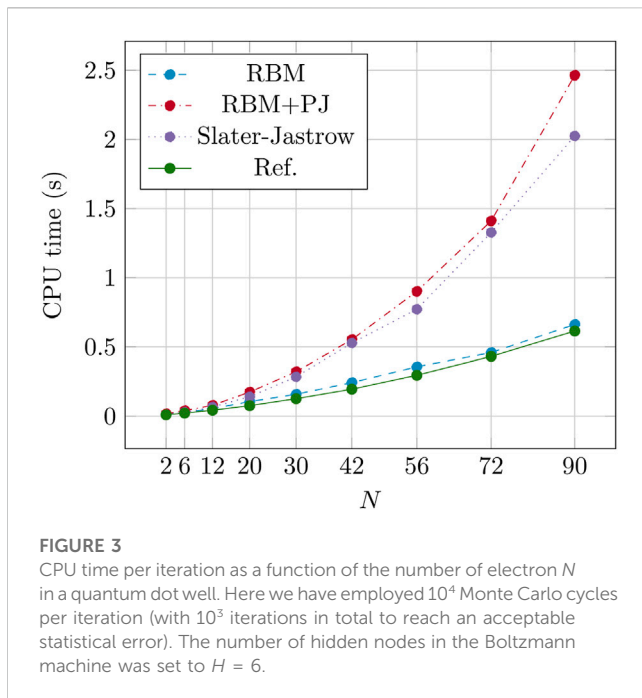 2.5
2
1.5
1
0.5
0
CPU time (s)
RBM
RBM+PJ
Slater-Jastrow
Ref.
2 6 12 20 30 42 56 72 90
N
FIGURE 3
CPU time per iteration as a function of the number of electron N
in a quantum dot well. Here we have employed 10⁴ Monte Carlo cycles
per iteration (with 10³ iterations in total to reach an acceptable
statistical error). The number of hidden nodes in the Boltzmann
machine was set to H = 6.